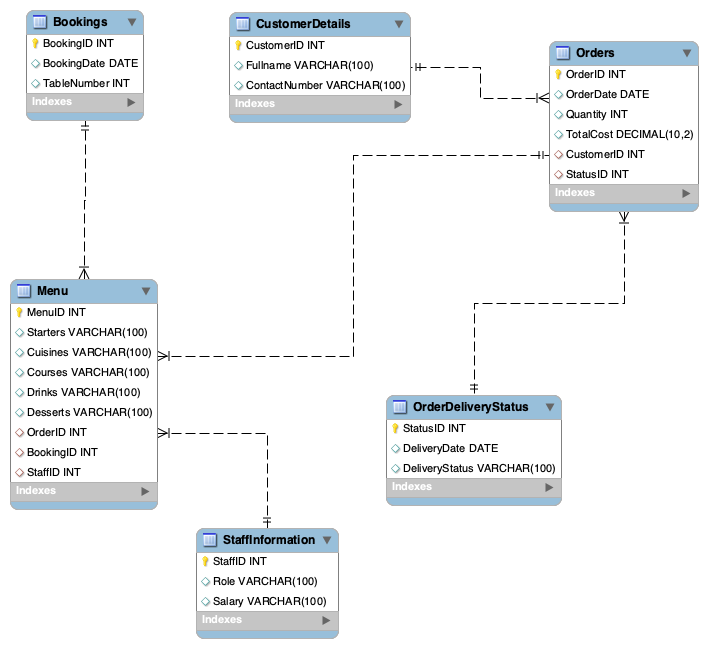 Bookings
BookingID INT
BookingDate DATE
TableNumber INT
Indexes
CustomerDetails
CustomerID INT
Fullname VARCHAR(100)
ContactNumber VARCHAR(100)
Indexes
Orders
OrderID INT
OrderDate DATE
Quantity INT
TotalCost DECIMAL(10,2)
CustomerID INT
StatusID INT
Indexes
Menu
MenuID INT
Starters VARCHAR(100)
Cuisines VARCHAR(100)
Courses VARCHAR(100)
Drinks VARCHAR(100)
Desserts VARCHAR(100)
OrderID INT
BookingID INT
StaffID INT
Indexes
OrderDeliveryStatus
StatusID INT
DeliveryDate DATE
DeliveryStatus VARCHAR(100)
Indexes
StaffInformation
StaffID INT
Role VARCHAR(100)
Salary VARCHAR(100)
Indexes